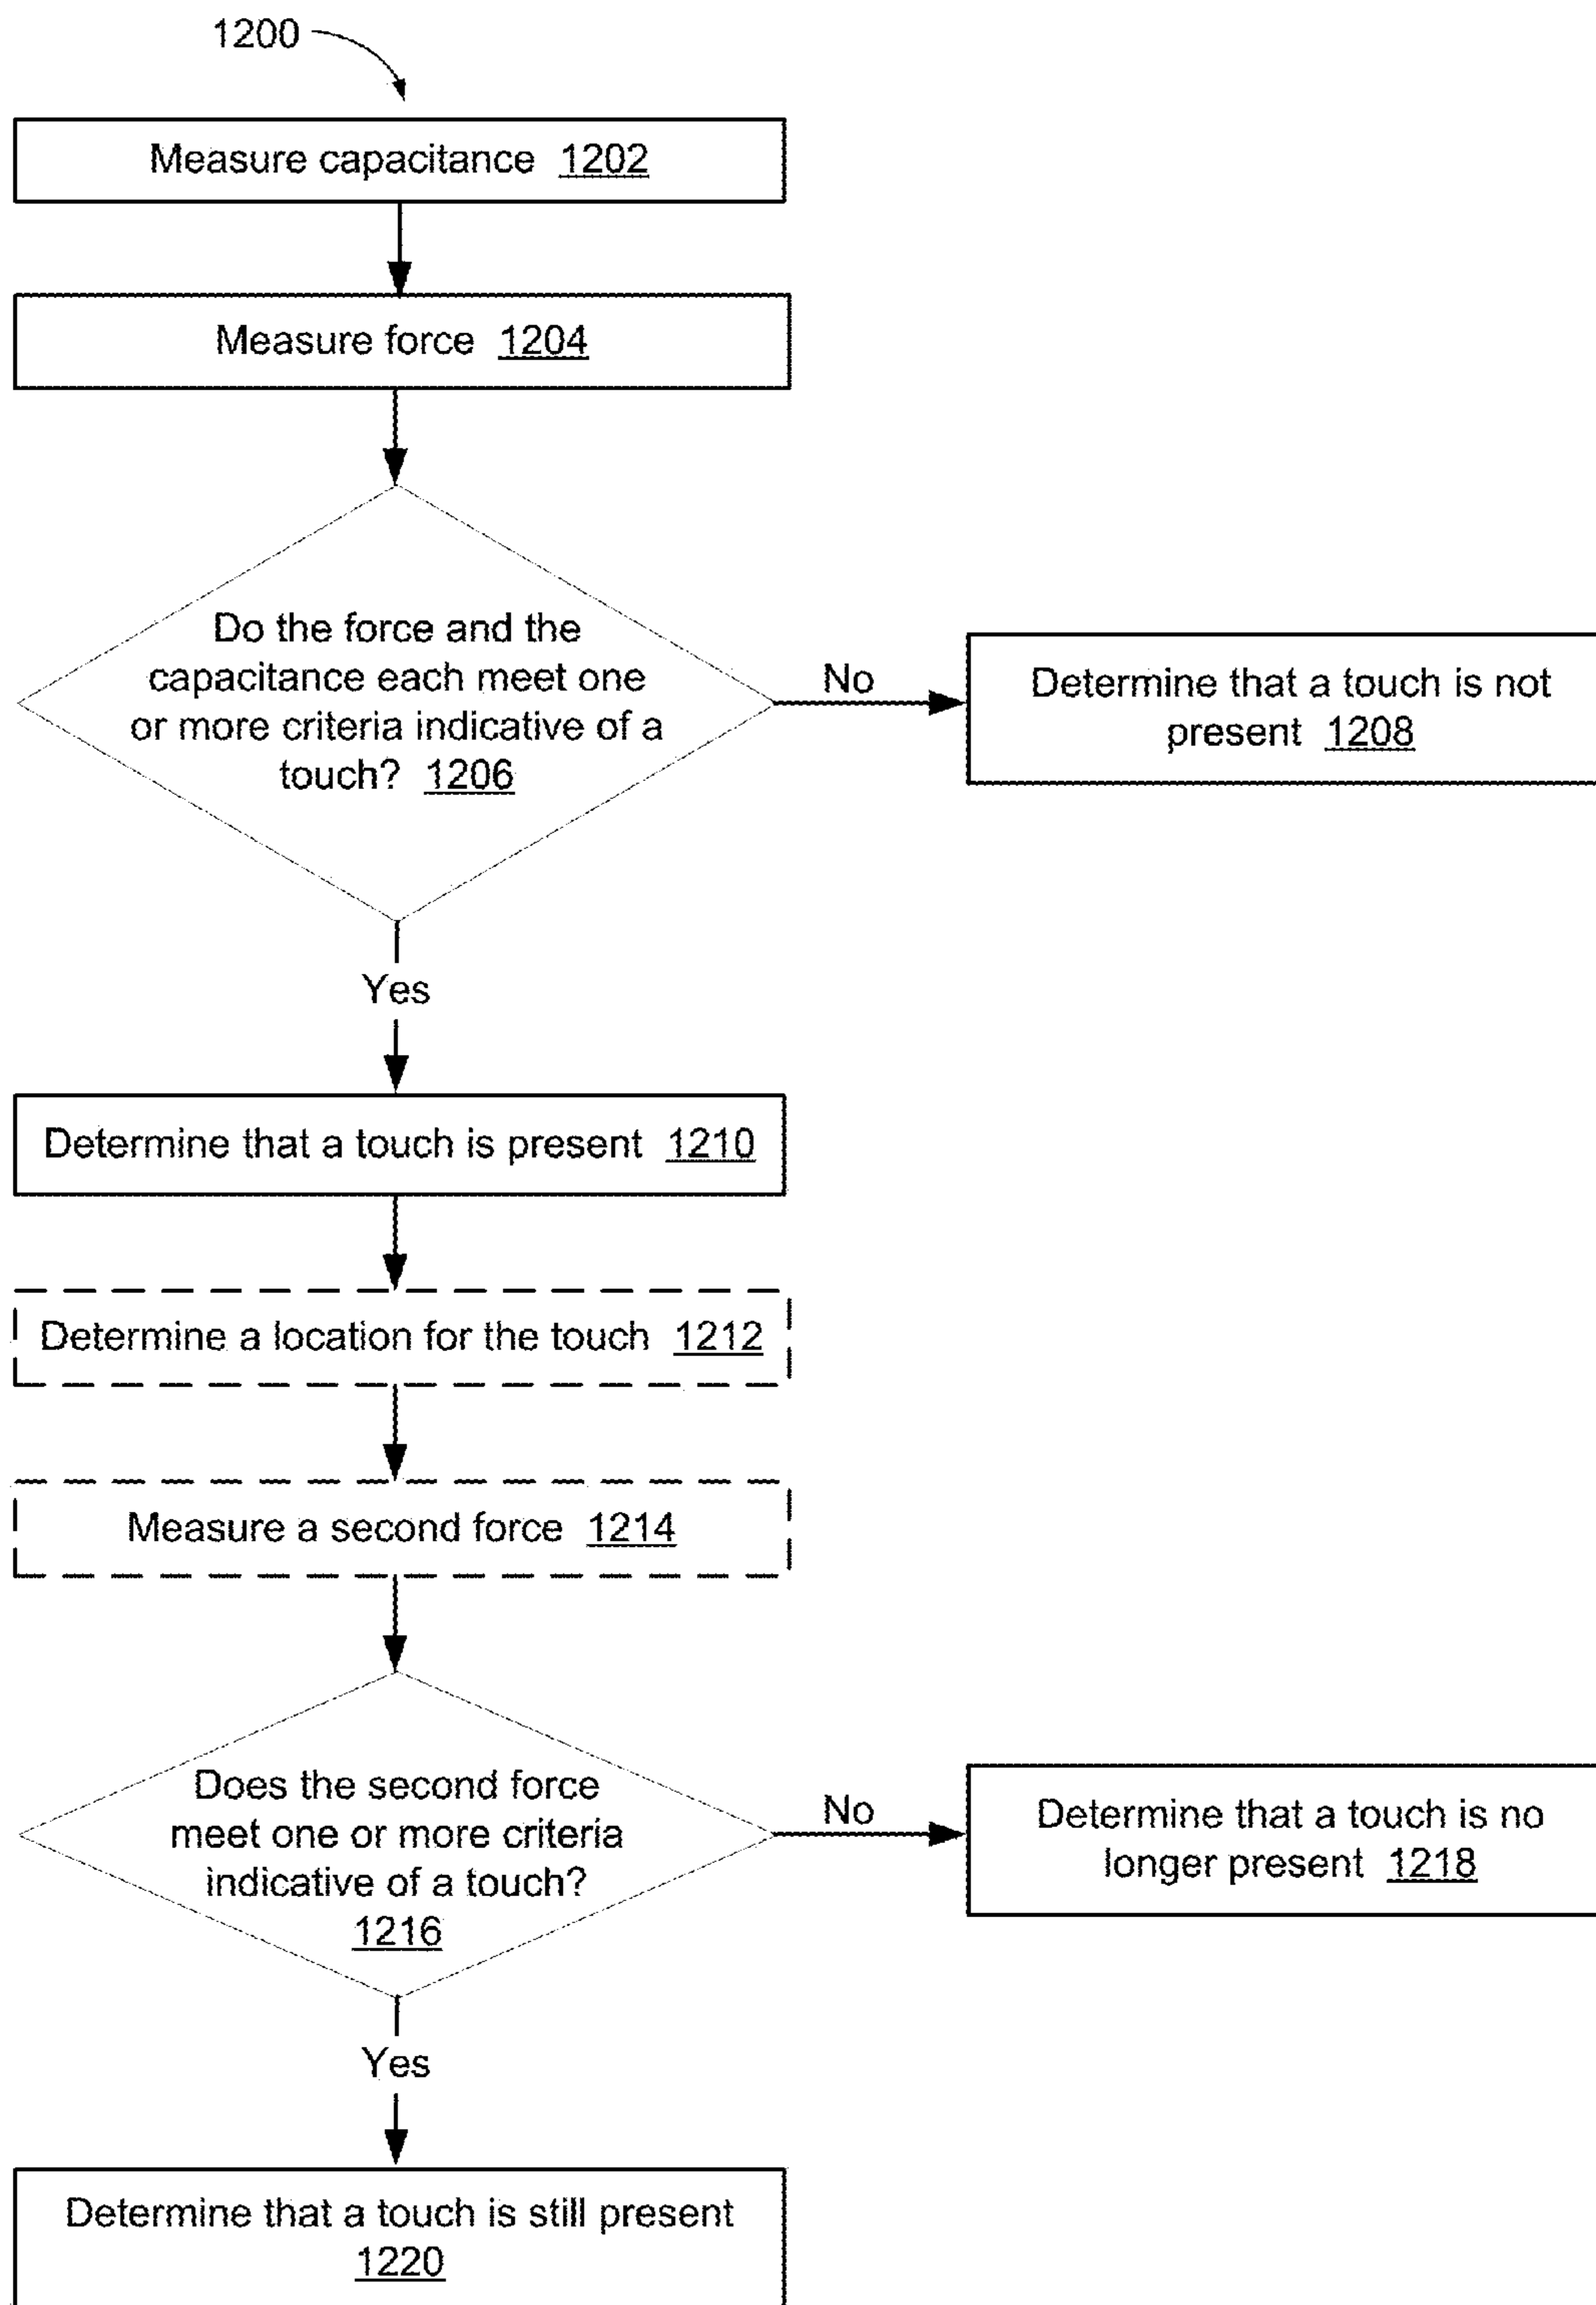 1200
Measure capacitance 1202
Measure force 1204
Do the force and the
capacitance each meet one
or more criteria indicative of a
touch? 1206
No
Determine that a touch is not
present 1208
Yes
Determine that a touch is present 1210
Determine a location for the touch 1212
Measure a second force 1214
Does the second force
meet one or more criteria
indicative of a touch?
1216
No
Determine that a touch is no
longer present 1218
Yes
Determine that a touch is still present
1220